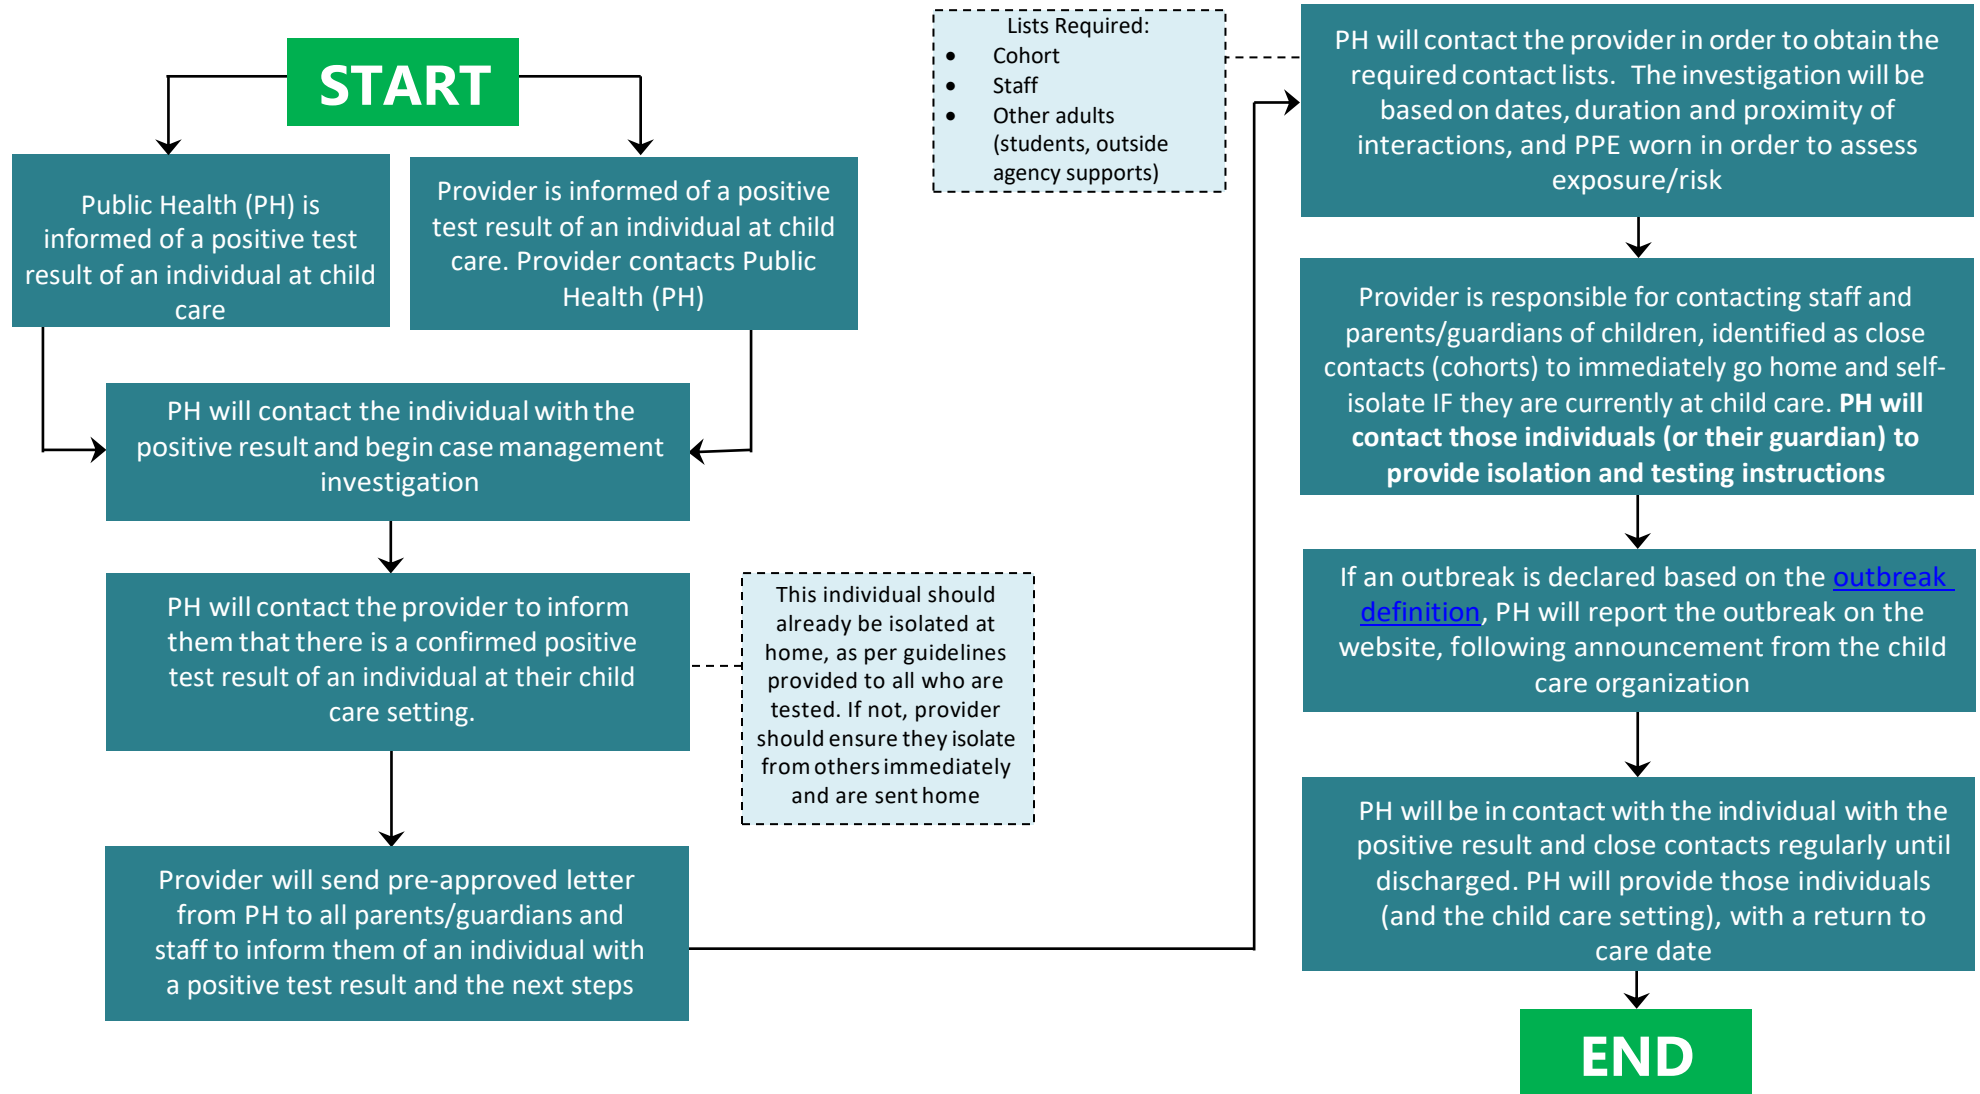 START
Public Health (PH) is
informed of a positive test
result of an individual at child
care
Provider is informed of a positive
test result of an individual at child
care. Provider contacts Public
Health (PH)
PH will contact the individual with the
positive result and begin case management
investigation
PH will contact the provider to inform
them that there is a confirmed positive
test result of an individual at their child
care setting.
This individual should
already be isolated at
home, as per guidelines
provided to all who are
tested. If not, provider
should ensure they isolate
from others immediately
and are sent home
Provider will send pre-approved letter
from PH to all parents/guardians and
staff to inform them of an individual with
a positive test result and the next steps
Lists Required:
• Cohort
• Staff
• Other adults
(students, outside
agency supports)
PH will contact the provider in order to obtain the
required contact lists. The investigation will be
based on dates, duration and proximity of
interactions, and PPE worn in order to assess
exposure/risk
Provider is responsible for contacting staff and
parents/guardians of children, identified as close
contacts (cohorts) to immediately go home and self-
isolate IF they are currently at child care. PH will
contact those individuals (or their guardian) to
provide isolation and testing instructions
If an outbreak is declared based on the outbreak
definition, PH will report the outbreak on the
website, following announcement from the child
care organization
PH will be in contact with the individual with the
positive result and close contacts regularly until
discharged. PH will provide those individuals
(and the child care setting), with a return to
care date
END